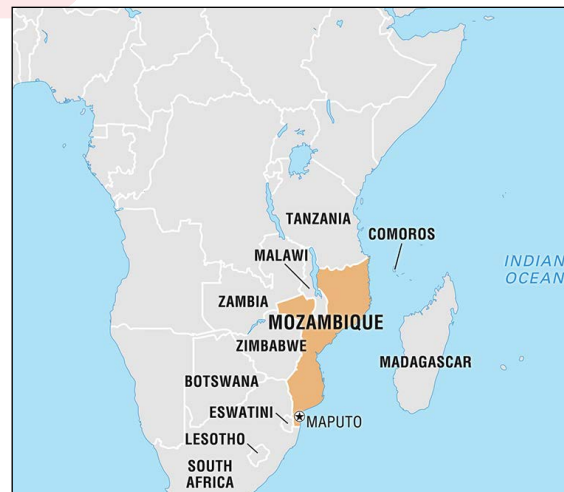 TANZANIA
COMOROS
MALAWI
INDIAN
OCEAN
ZAMBIA
MOZAMBIQUE
ZIMBABWE
MADAGASCAR
BOTSWANA
ESWATINI
MAPUTO
LESOTHO
SOUTH
AFRICA